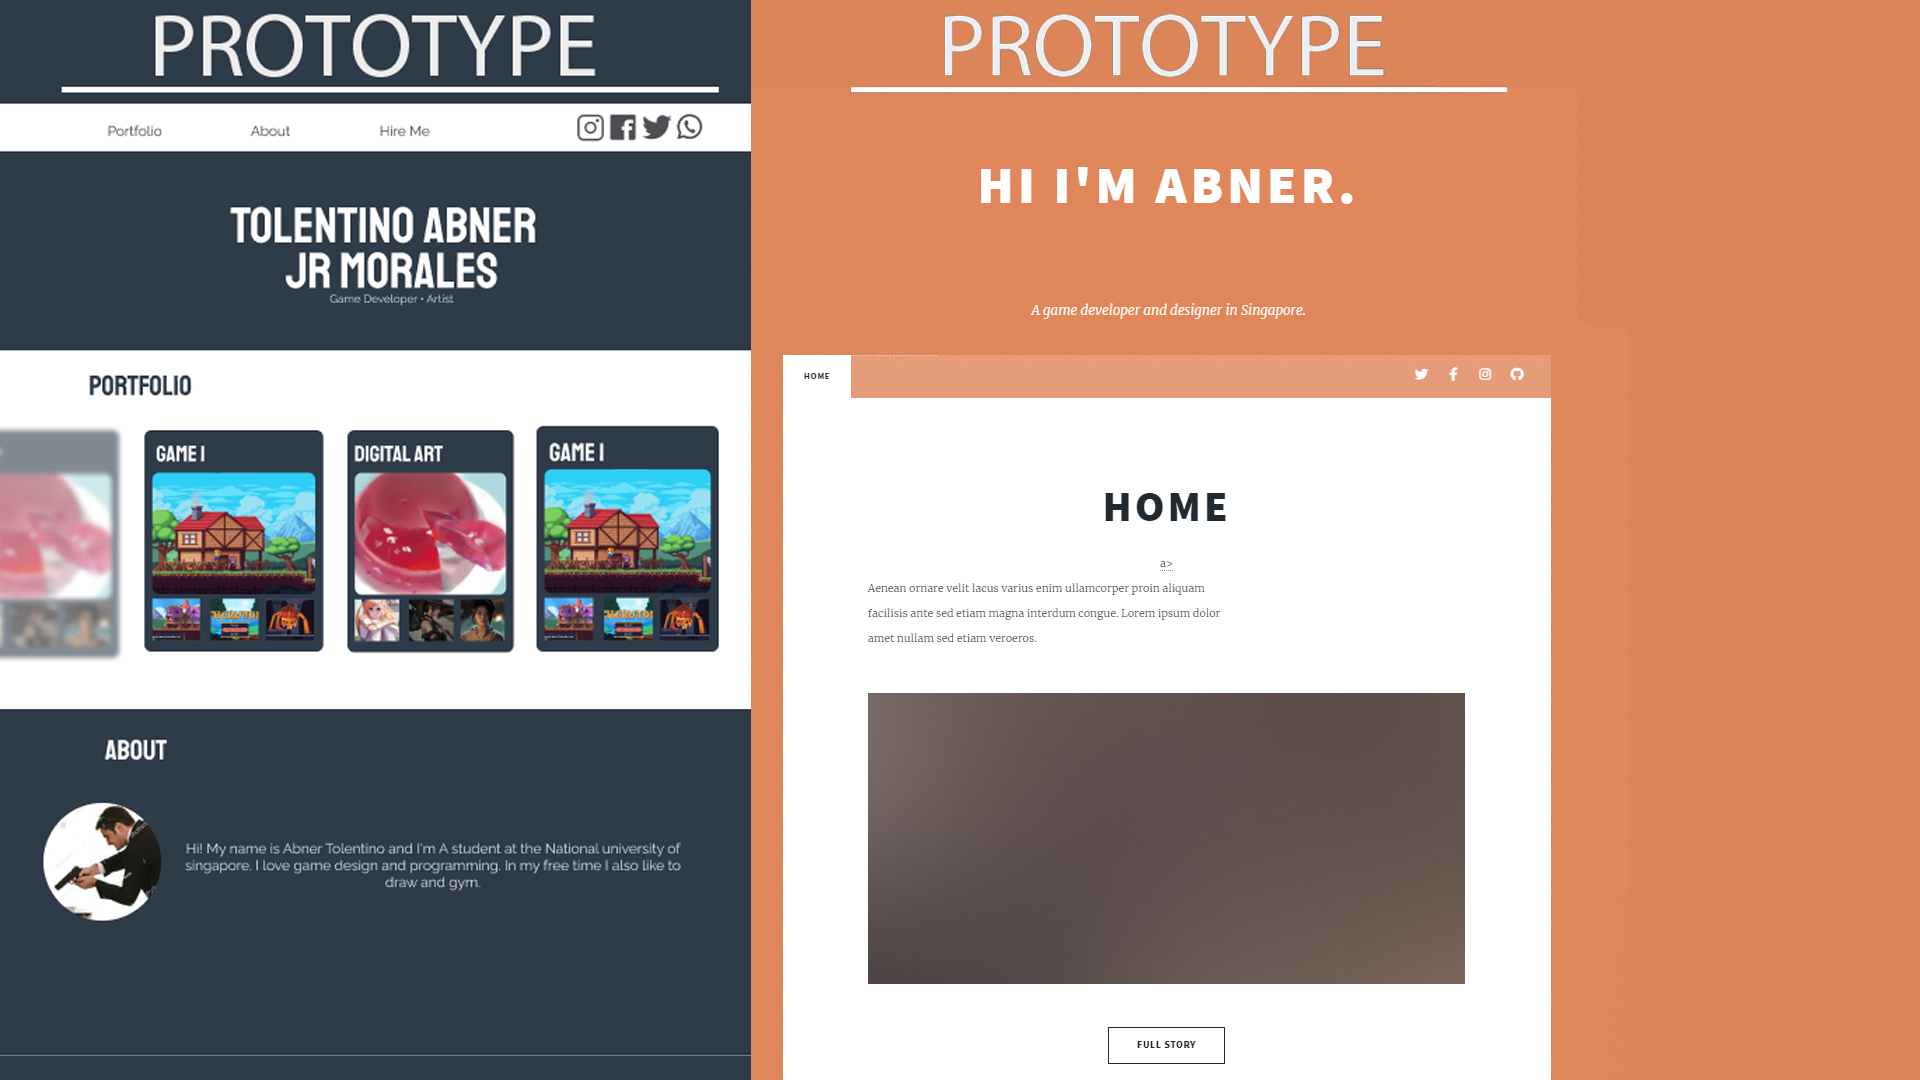 PROTOTYPE
Portfolio
About
Hire Me
TOLENTINO ABNER
JR MORALES
Game Developer • Artist
PORTFOLIO
GAME I
DIGITAL ART
GAME I
ABOUT
Hi! My name is Abner Tolentino and I'm A student at the National university of
singapore. I love game design and programming. In my free time I also like to
draw and gym.
PROTOTYPE
HI I'M ABNER.
A game developer and designer in Singapore.
HOME
HOME
a>
Aenean ornare velit lacus varius enim ullamcorper proin aliquam
facilisis ante sed etiam magna interdum congue. Lorem ipsum dolor
amet nullam sed etiam veroeros.
FULL STORY